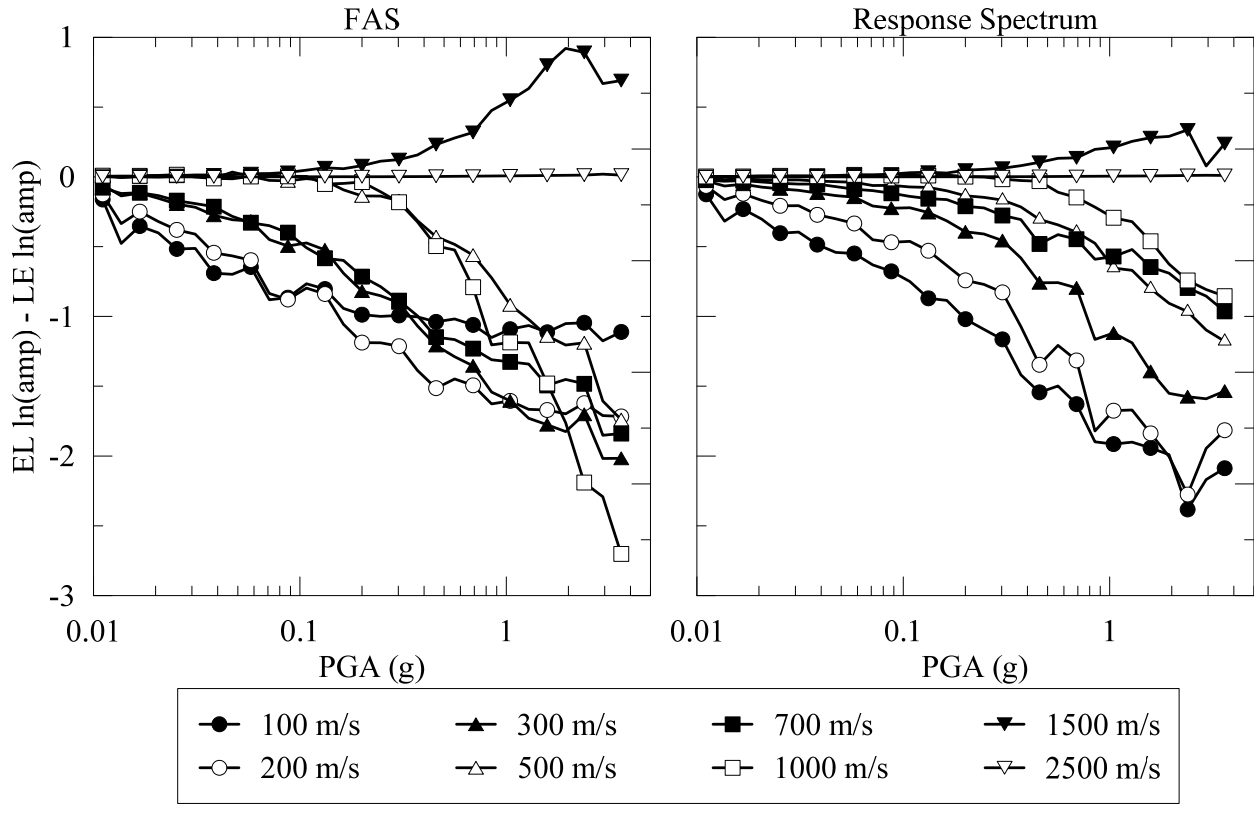 FAS
Response Spectrum
EL ln(amp) - LE ln(amp)
1
0
-1
-2
-3
0.01 0.1 1
0.01 0.1 1
PGA (g)
PGA (g)
100 m/s 300 m/s 700 m/s 1500 m/s
200 m/s 500 m/s 1000 m/s 2500 m/s